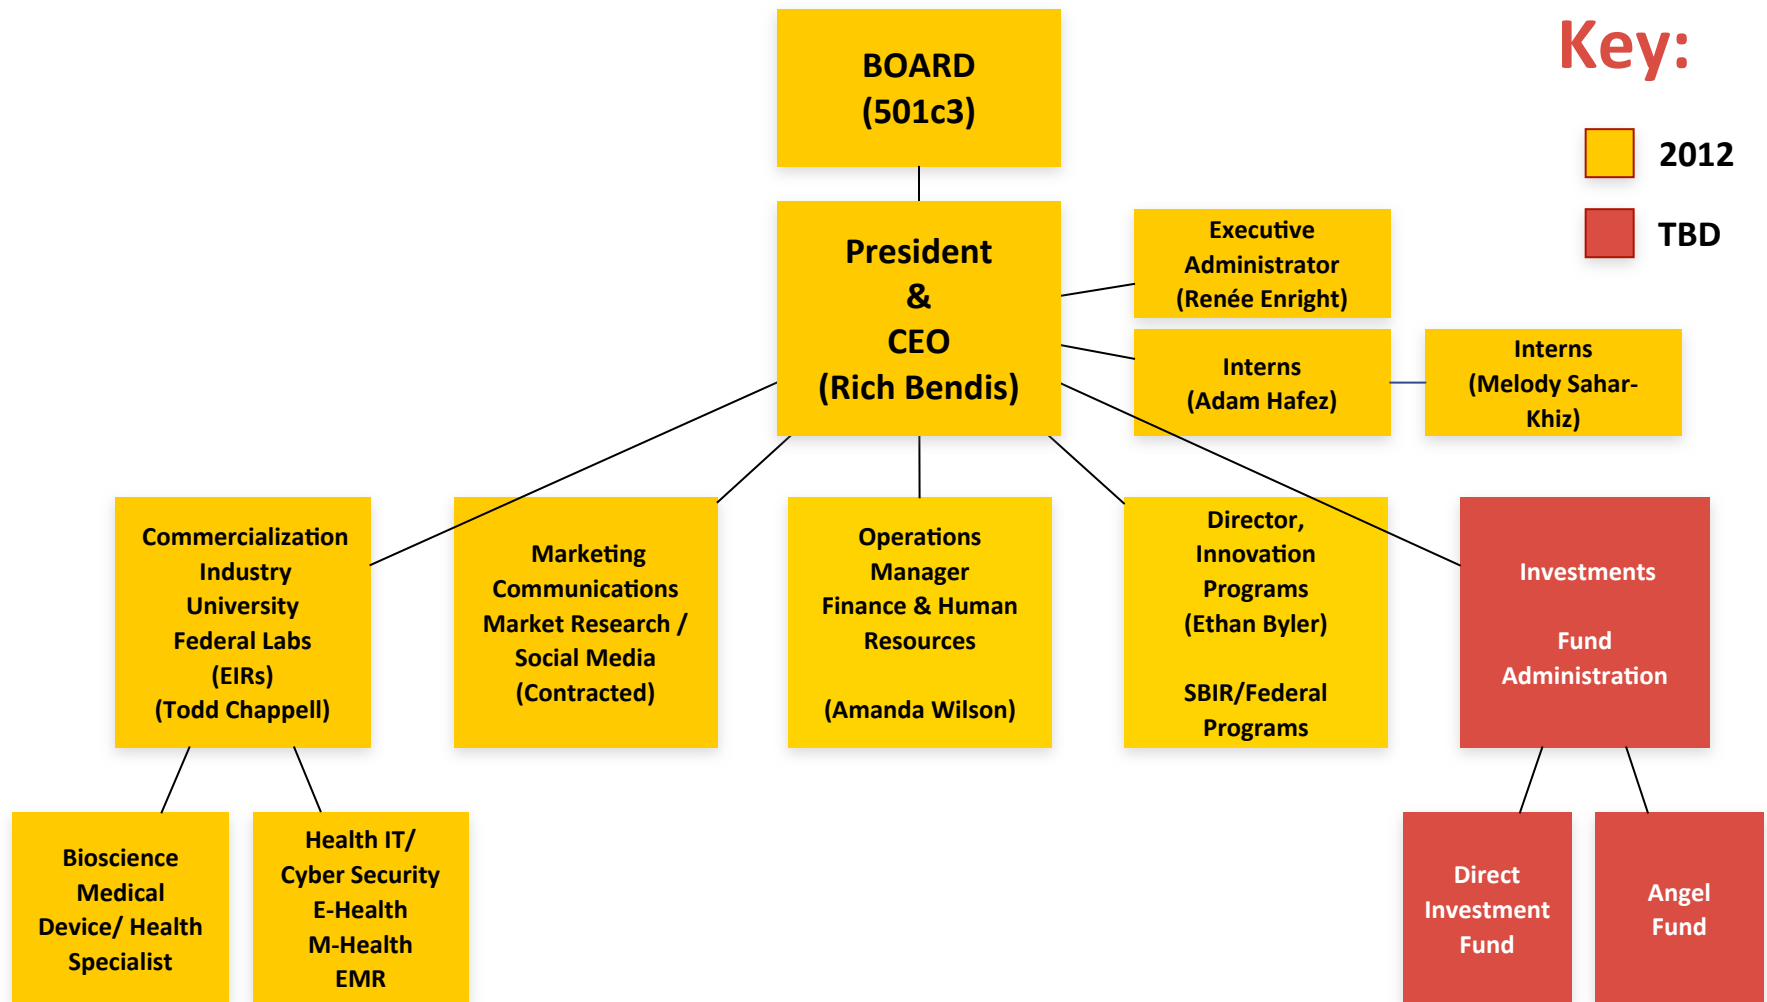 BOARD
(501c3)
Key:
2012
TBD
President
&
CEO
(Rich Bendis)
Executive
Administrator
(Renée Enright)
Interns
(Adam Hafez)
Interns
(Melody Sahar-
Khiz)
Commercialization
Industry
University
Federal Labs
(EIRs)
(Todd Chappell)
Marketing
Communications
Market Research /
Social Media
(Contracted)
Operations
Manager
Finance & Human
Resources
(Amanda Wilson)
Director,
Innovation
Programs
(Ethan Byler)
SBIR/Federal
Programs
Investments
Fund
Administration
Bioscience
Medical
Device/ Health
Specialist
Health IT/
Cyber Security
E-Health
M-Health
EMR
Direct
Investment
Fund
Angel
Fund